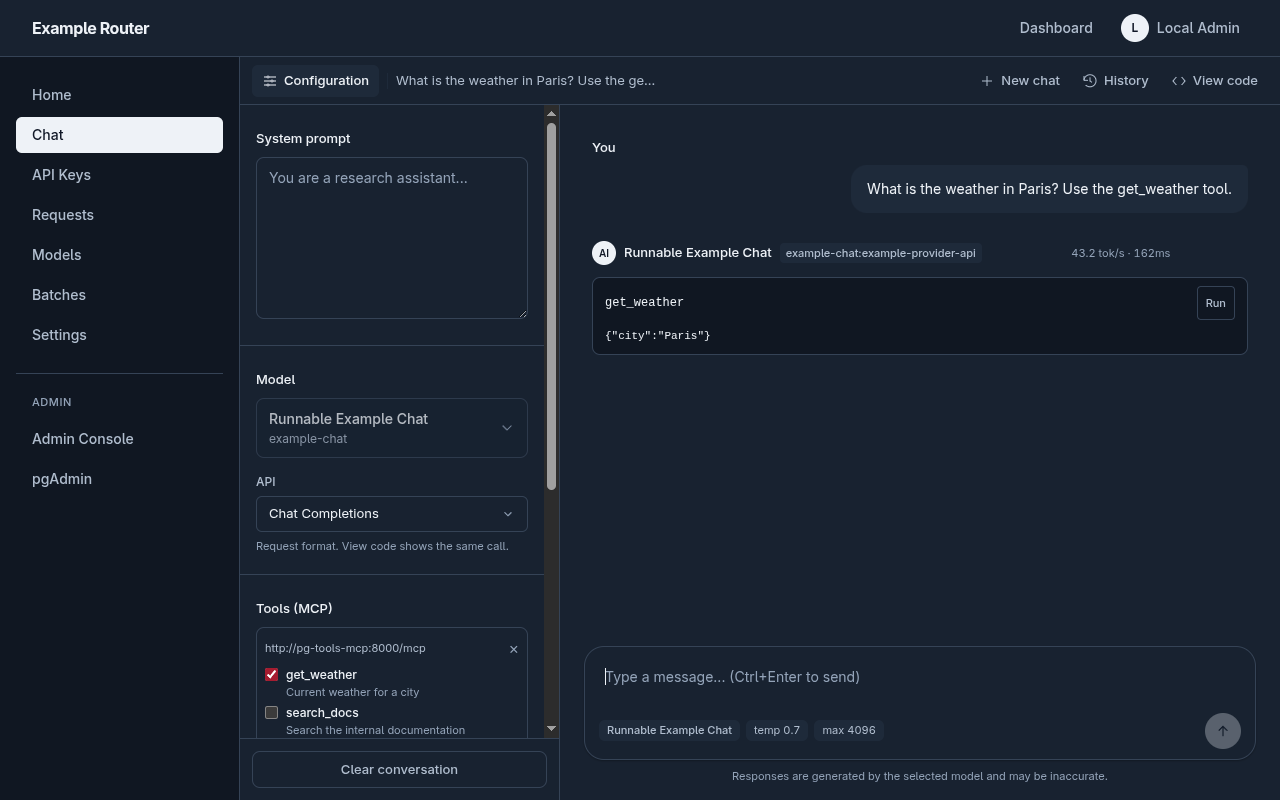 Example Router
Dashboard
L
Local Admin
Home
Chat
API Keys
Requests
Models
Batches
Settings
ADMIN
Admin Console
pgAdmin
Configuration
What is the weather in Paris? Use the ge...
New chat
History
View code
System prompt
You are a research assistant...
Model
Runnable Example Chat
example-chat
API
Chat Completions
Request format. View code shows the same call.
Tools (MCP)
http://pg-tools-mcp:8000/mcp
get_weather
Current weather for a city
search_docs
Search the internal documentation
Clear conversation
You
What is the weather in Paris? Use the get_weather tool.
AI
Runnable Example Chat
example-chat:example-provider-api
43.2 tok/s · 162ms
get_weather
Run
{"city":"Paris"}
Type a message... (Ctrl+Enter to send)
Runnable Example Chat
temp 0.7
max 4096
Responses are generated by the selected model and may be inaccurate.